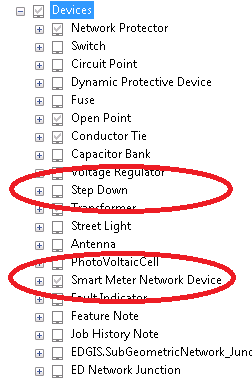 Devices
Network Protector
Switch
Circuit Point
Dynamic Protective Device
Fuse
Open Point
Conductor Tie
Capacitor Bank
Voltage Regulator
Step Down
Transformer
Street Light
Antenna
PhotoVoltaicCell
Smart Meter Network Device
Fault Indicator
Feature Note
Job History Note
EDGIS.SubGeometricNetwork_Junc
ED Network Junction